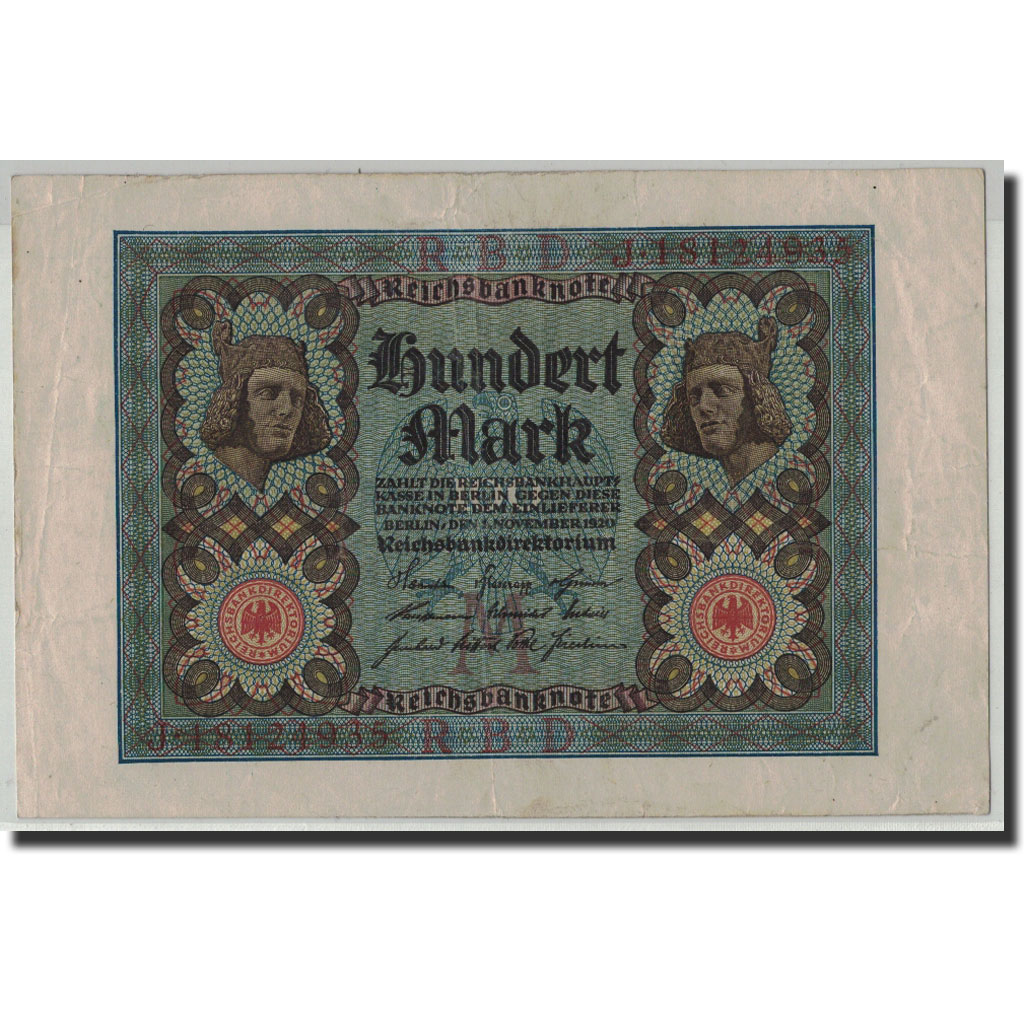 R B D J·18124935
Reichsbanknote
Hundert
Mark
ZAHLT DIE REICHSBANKHAUPT⸗
KASSE IN BERLIN GEGEN DIESE
BANKNOTE DEM EINLIEFERER
BERLIN, DEN 1. NOVEMBER 1920
Reichsbankdirektorium
REICHSBANKDIREKTORIUM
REICHSBANKDIREKTORIUM
M
Reichsbanknote
J·18124935 R B D